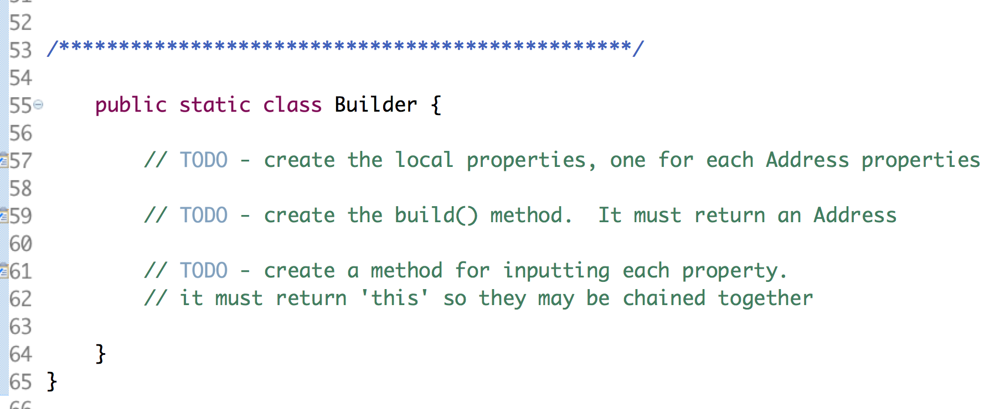 52
53 /************************************************/
54
55 public static class Builder {
56
57 // TODO - create the local properties, one for each Address properties
58
59 // TODO - create the build() method.  It must return an Address
60
61 // TODO - create a method for inputting each property.
62 // it must return 'this' so they may be chained together
63
64 }
65 }